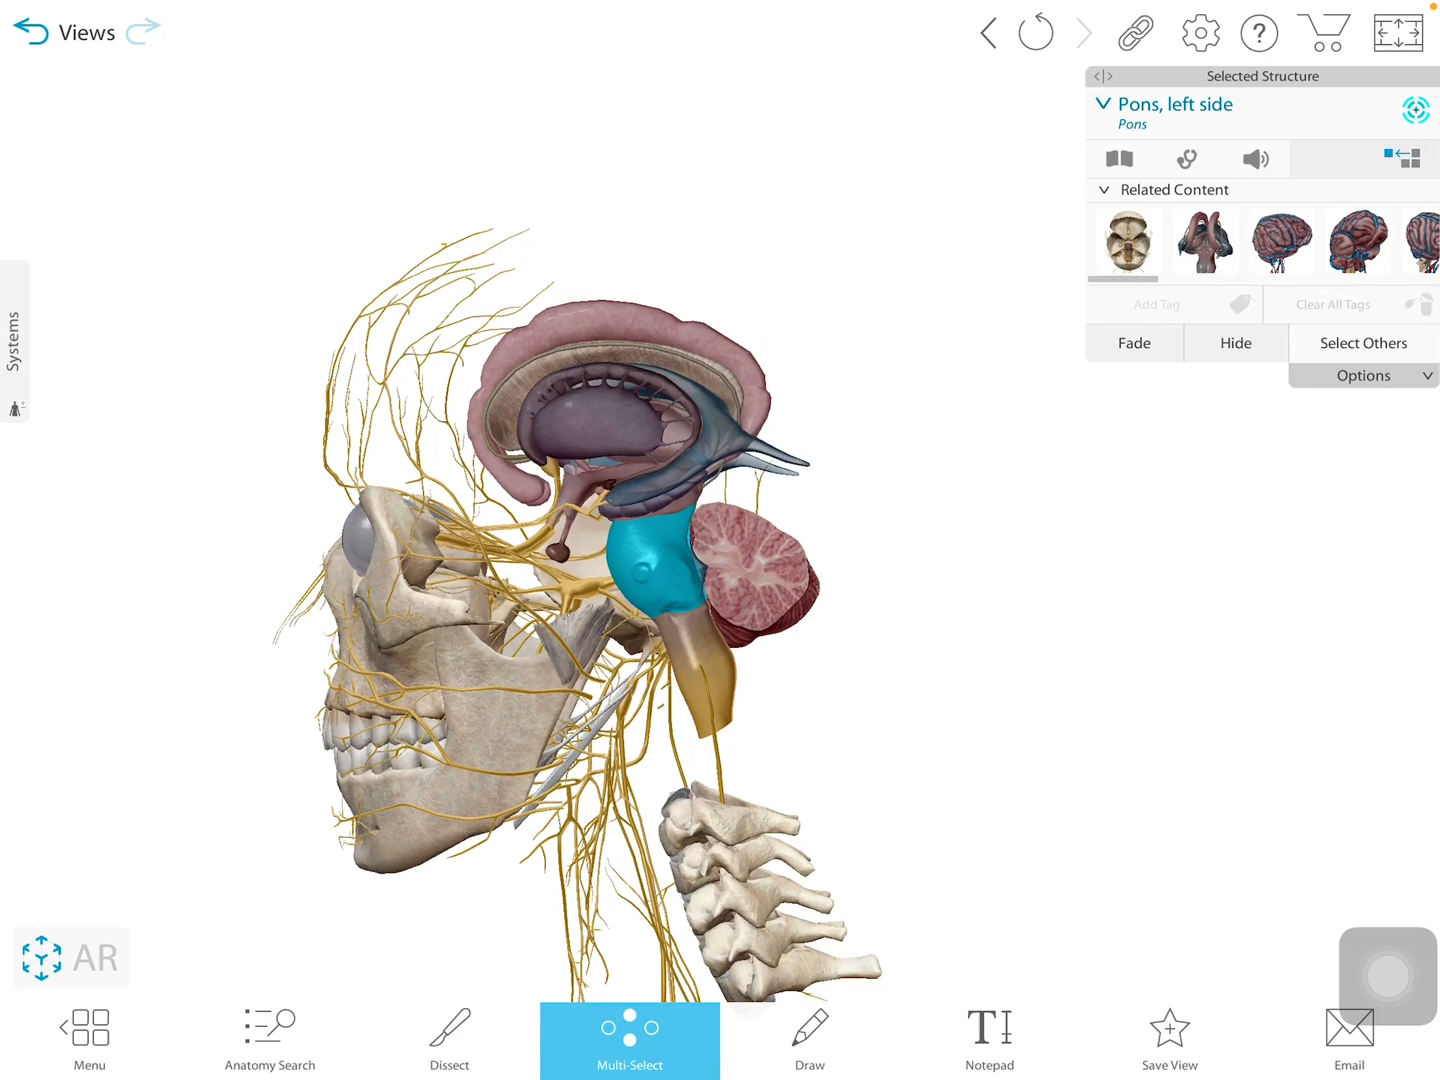 Views
Selected Structure
Pons, left side
Pons
Related Content
Add Tag
Clear All Tags
Fade
Hide
Select Others
Options
Systems
AR
Menu
Anatomy Search
Dissect
Multi-Select
Draw
Notepad
Save View
Email